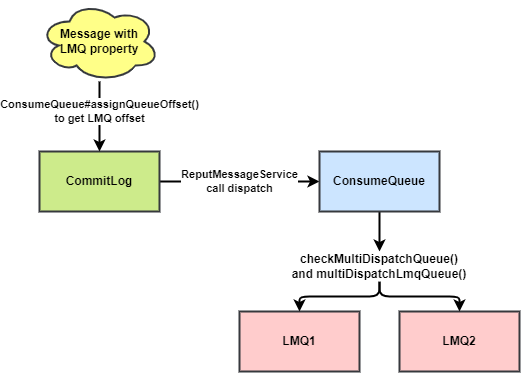 Message with
LMQ property
ConsumeQueue#assignQueueOffset()
to get LMQ offset
CommitLog
ReputMessageService
call dispatch
ConsumeQueue
checkMultiDispatchQueue()
and multiDispatchLmqQueue()
LMQ1
LMQ2